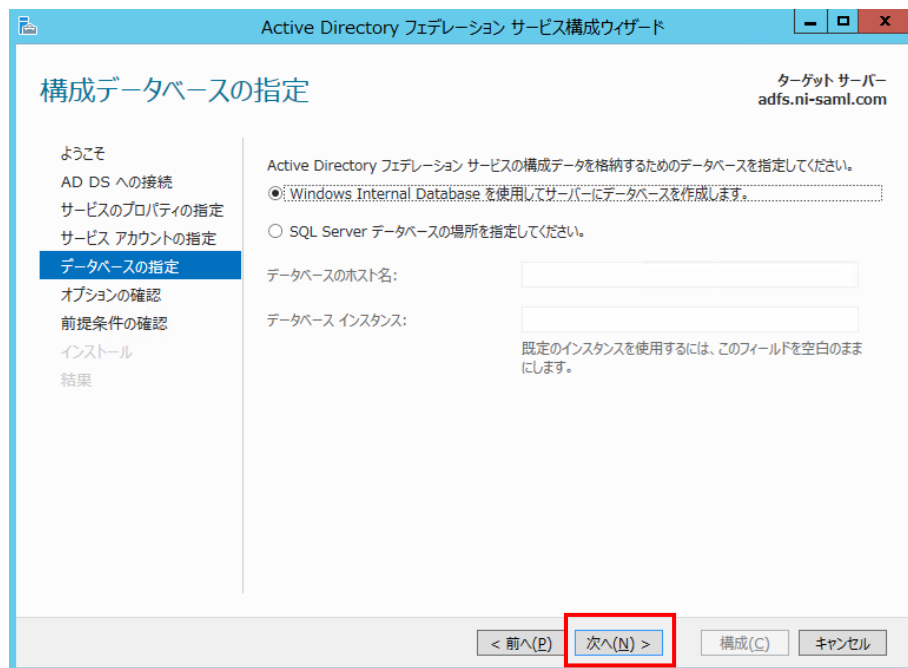 Active Directory フェデレーション サービス構成ウィザード
構成データベースの指定
ターゲット サーバー
adfs.ni-saml.com
ようこそ
AD DS への接続
サービスのプロパティの指定
サービス アカウントの指定
データベースの指定
オプションの確認
前提条件の確認
インストール
結果
Active Directory フェデレーション サービスの構成データを格納するためのデータベースを指定してください。
Windows Internal Database を使用してサーバーにデータベースを作成します。
SQL Server データベースの場所を指定してください。
データベースのホスト名:
データベース インスタンス:
既定のインスタンスを使用するには、このフィールドを空白のまま
にします。
< 前へ(P)
次へ(N) >
構成(C)
キャンセル